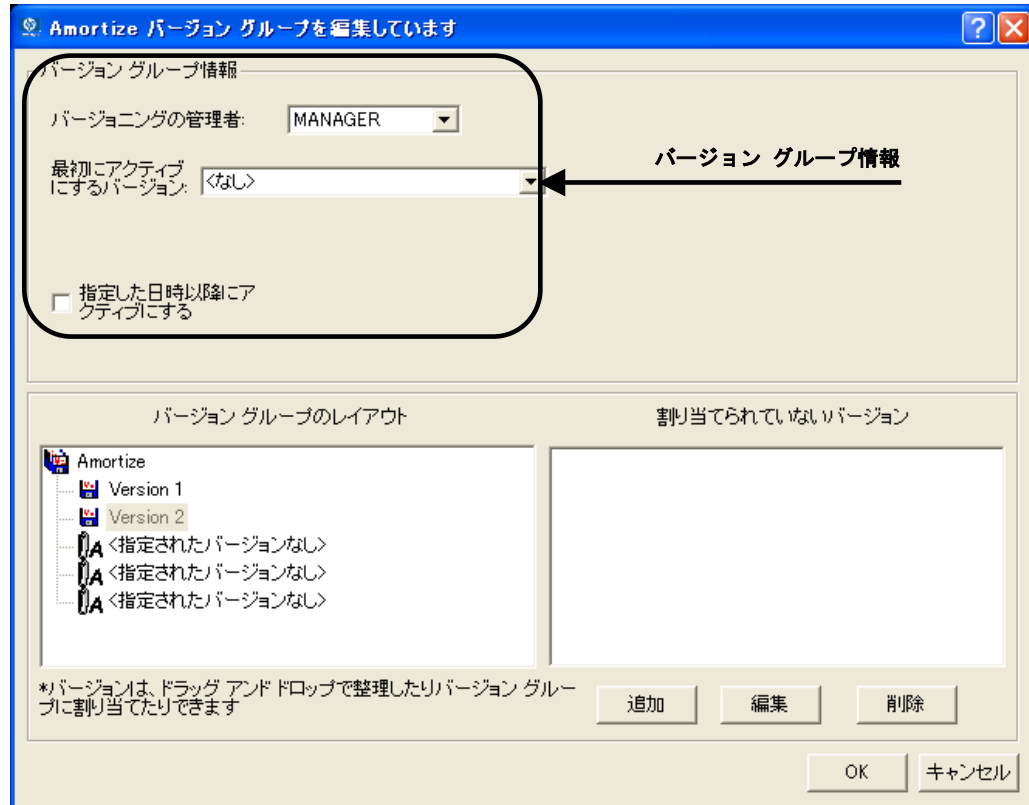 Amortize バージョン グループを編集しています
バージョン グループ情報
バージョニングの管理者: MANAGER
最初にアクティブ
にするバージョン: <なし>
バージョン グループ情報
指定した日時以降にア
クティブにする
バージョン グループのレイアウト
割り当てられていないバージョン
Amortize
Version 1
Version 2
<指定されたバージョンなし>
<指定されたバージョンなし>
<指定されたバージョンなし>
*バージョンは、ドラッグ アンド ドロップで整理したりバージョン グルー
プに割り当てたりできます
追加 編集 削除
OK キャンセル